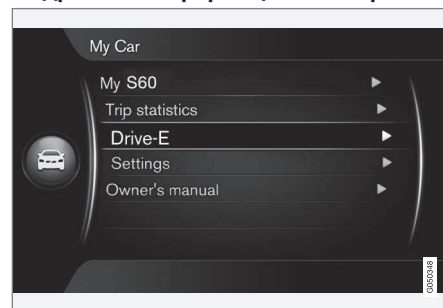 My Car
My S60
Trip statistics
Drive-E
Settings
Owner's manual
G050348